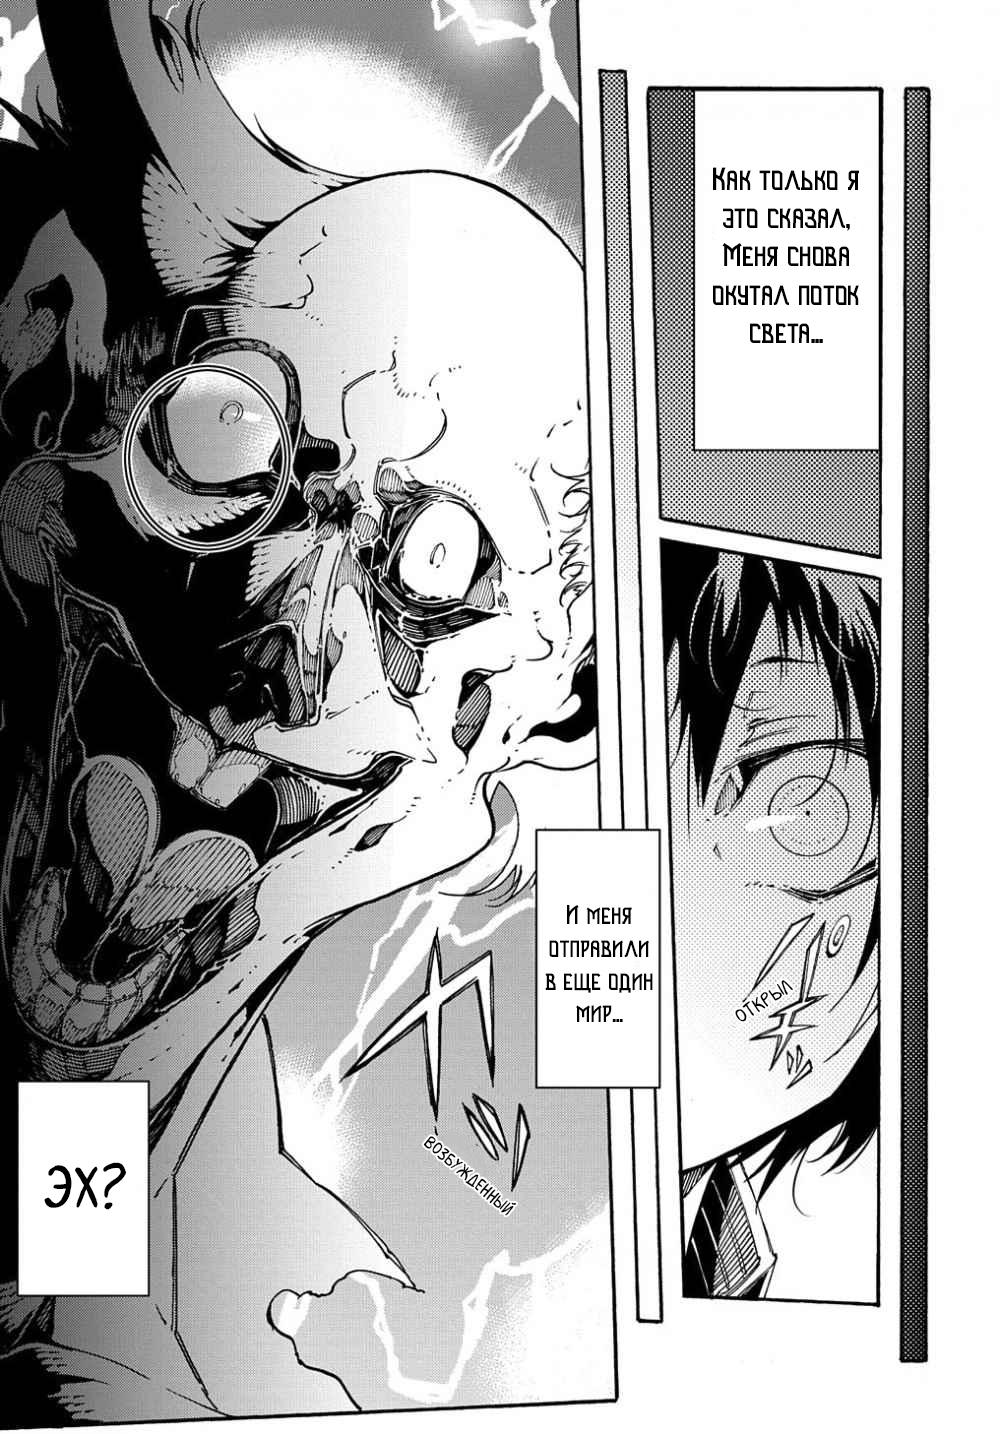 Как только я
это сказал,
Меня снова
окутал поток
света...
открыл
И меня
отправили
в еще один
мир...
возбужденный
Эх?